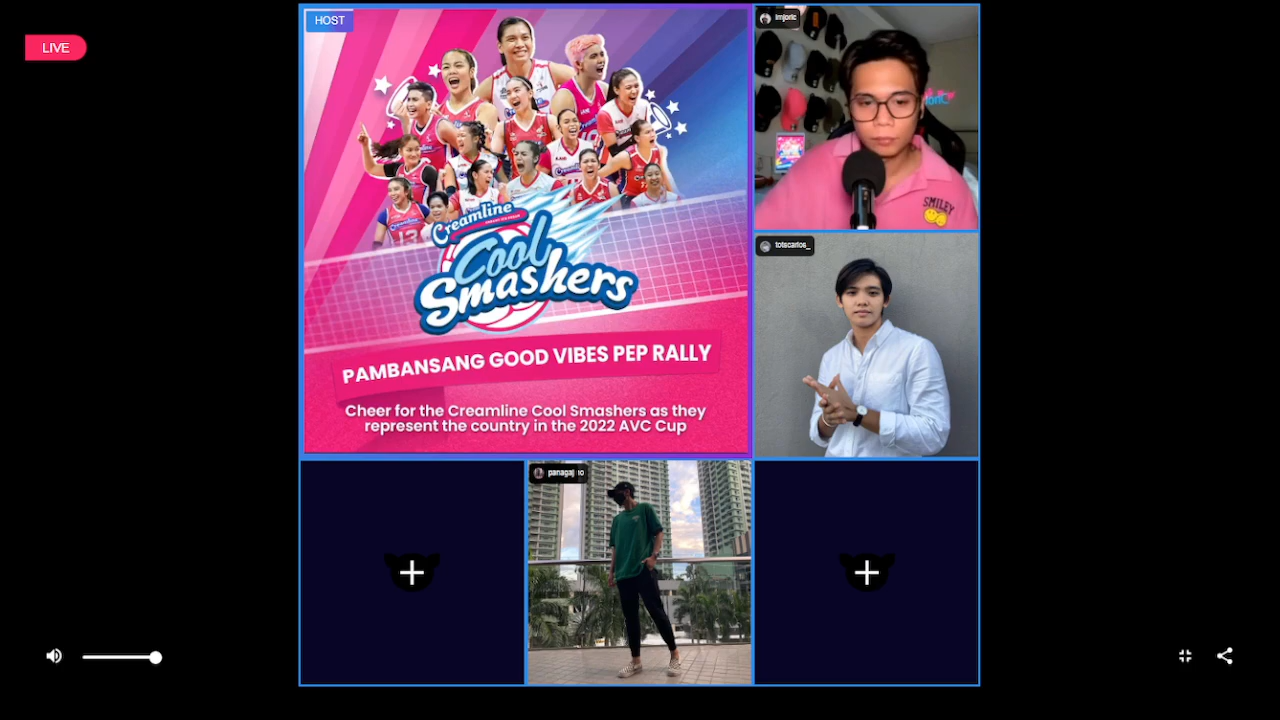 LIVE
HOST
Creamline
Cool
Smashers
PAMBANSANG GOOD VIBES PEP RALLY
Cheer for the Creamline Cool Smashers as they
represent the country in the 2022 AVC Cup
imjoric
SMILEY
totscarlos_